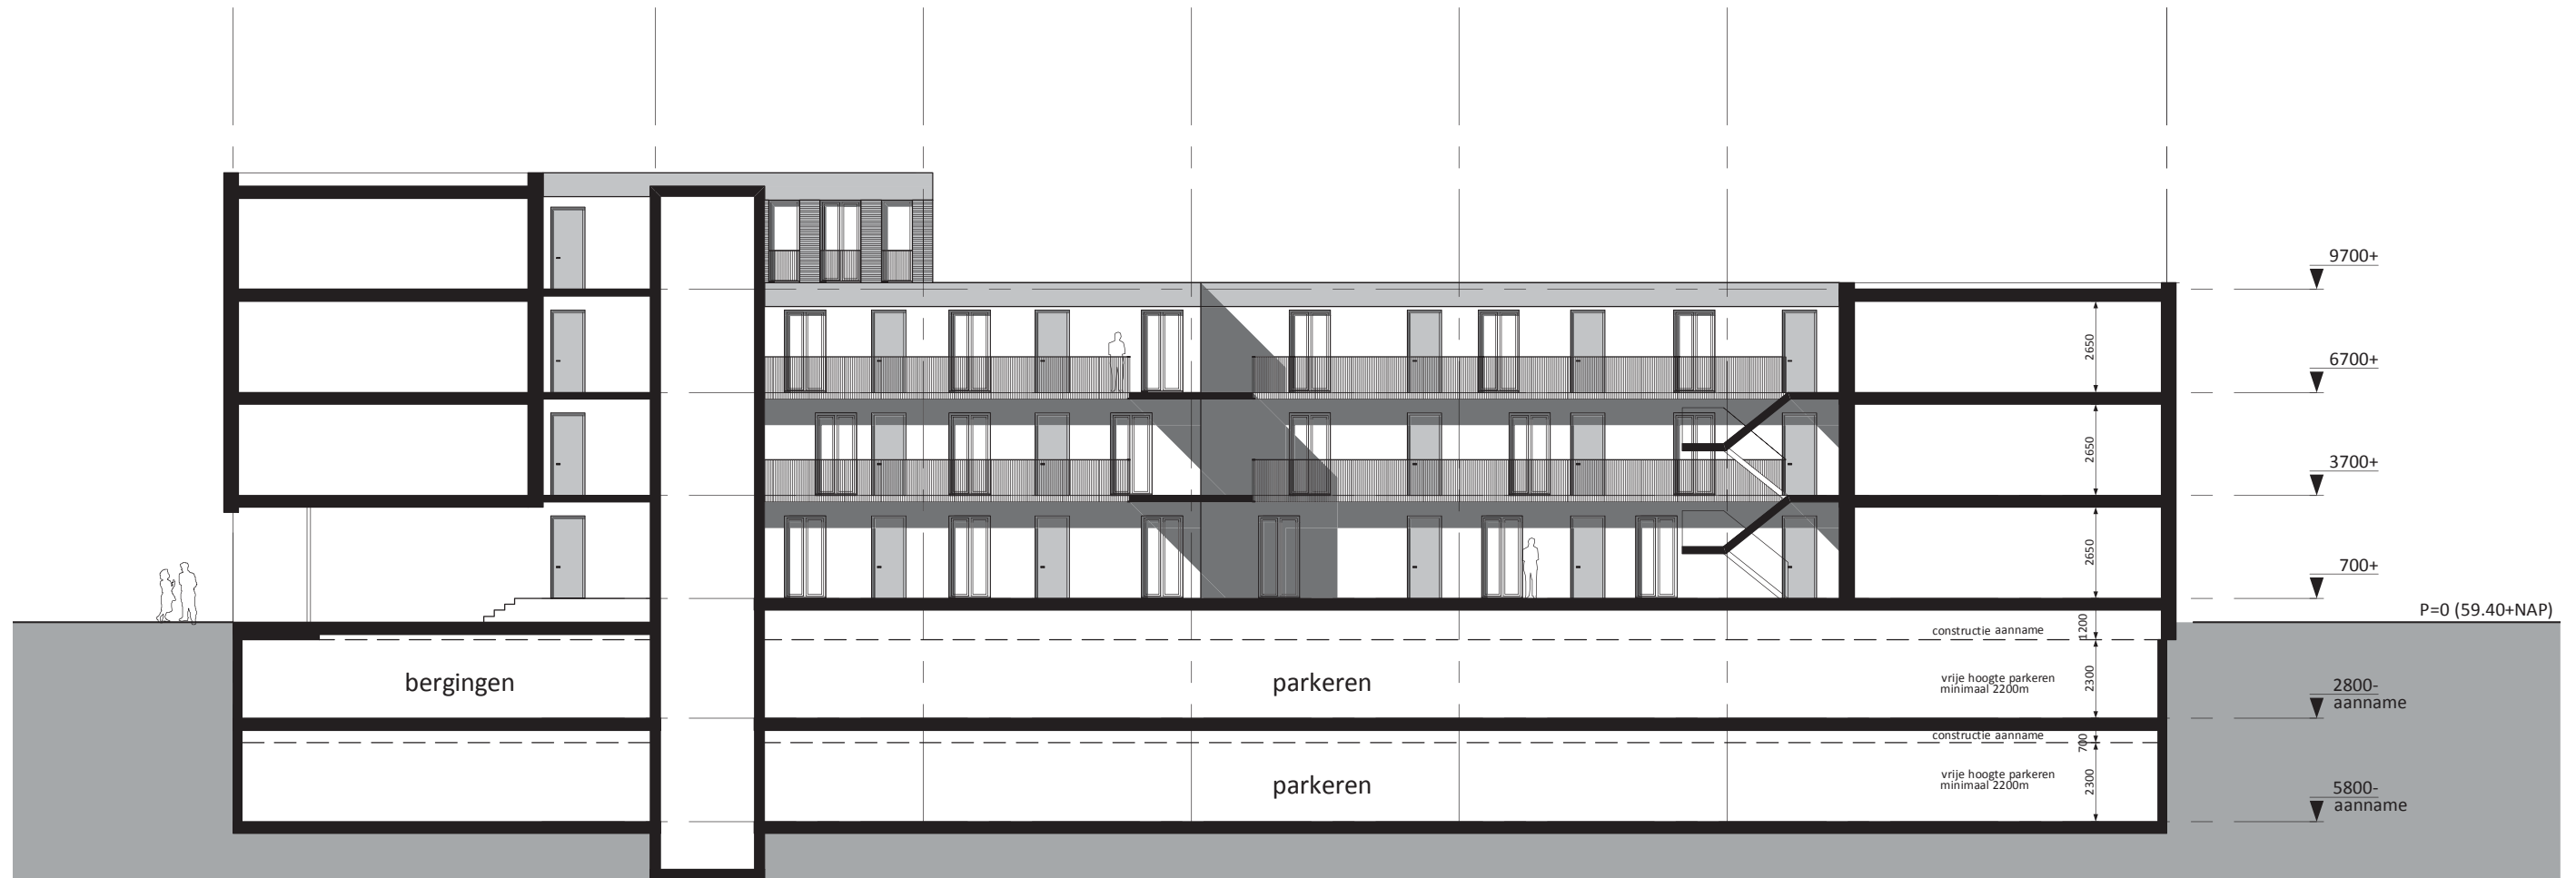 9700+
2650
6700+
2650
3700+
2650
700+
P=0 (59.40+NAP)
constructie aanname
1200
bergingen
parkeren
vrije hoogte parkeren
minimaal 2200m
2300
2800-
aanname
constructie aanname
700
parkeren
vrije hoogte parkeren
minimaal 2200m
2300
5800-
aanname